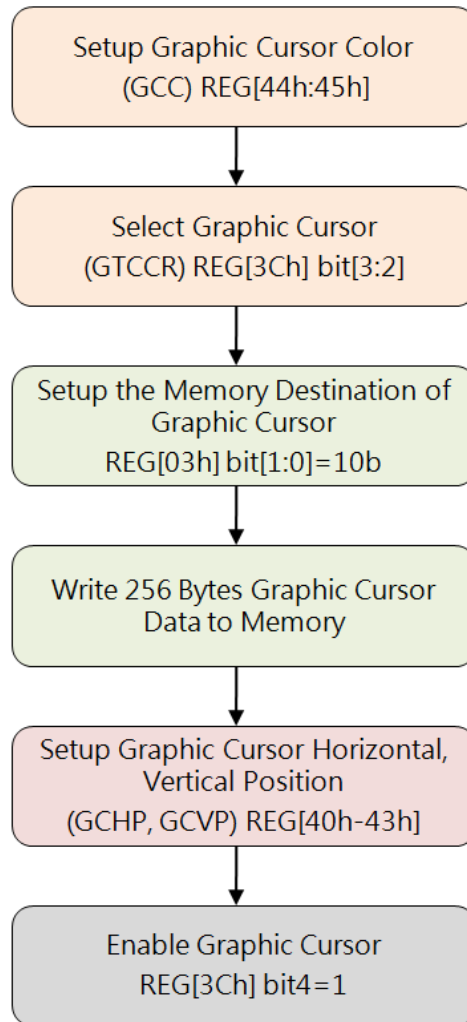 Setup Graphic Cursor Color
(GCC) REG[44h:45h]
Select Graphic Cursor
(GTCCR) REG[3Ch] bit[3:2]
Setup the Memory Destination of
Graphic Cursor
REG[03h] bit[1:0]=10b
Write 256 Bytes Graphic Cursor
Data to Memory
Setup Graphic Cursor Horizontal,
Vertical Position
(GCHP, GCVP) REG[40h-43h]
Enable Graphic Cursor
REG[3Ch] bit4=1